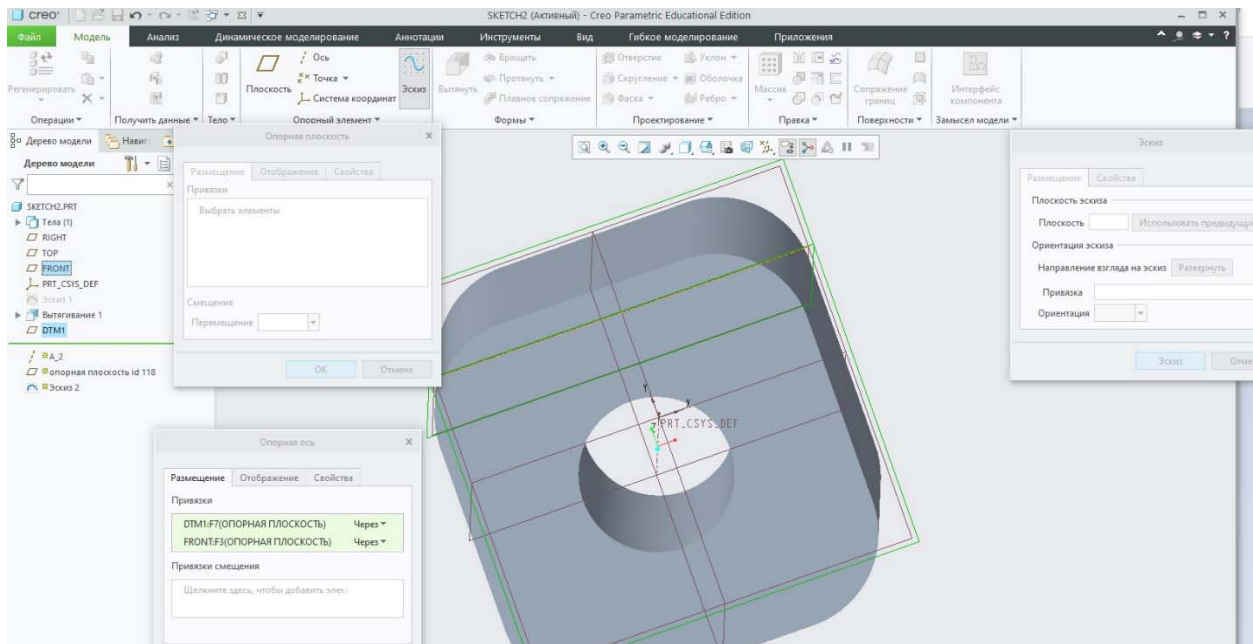 creo
SKETCH2 (Активный) - Creo Parametric Educational Edition
Файл Модель Анализ Динамическое моделирование Аннотации Инструменты Вид Гибкое моделирование Приложения
Регенерировать
Плоскость
Ось
Точка
Система координат
Эскиз
Вытянуть
Вращать
Протянуть
Плавное сопряжение
Отверстие Уклон
Скругление Оболочка
Фаска Ребро
Массив
Сопряжение границ
Интерфейс компонента
Операции Получить данные Тело Опорный элемент Формы Проектирование Правка Поверхности Замысел модели
Дерево модели Навиг
Дерево модели
SKETCH2.PRT
Тела (1)
RIGHT
TOP
FRONT
PRT_CSYS_DEF
Эскиз 1
Вытягивание 1
DTM1
A_2
опорная плоскость id 118
Эскиз 2
Опорная плоскость
Размещение Отображение Свойства
Привязки
Выбрать элементы
Смещение
Перемещение
OK Отмена
Опорная ось
Размещение Отображение Свойства
Привязки
DTM1:F7(ОПОРНАЯ ПЛОСКОСТЬ) Через
FRONT:F3(ОПОРНАЯ ПЛОСКОСТЬ) Через
Привязки смещения
Щелкните здесь, чтобы добавить элем
Y
X
PRT_CSYS_DEF
Эскиз
Размещение Свойства
Плоскость эскиза
Плоскость Использовать предыдущую
Ориентация эскиза
Направление взгляда на эскиз Развернуть
Привязка
Ориентация
Эскиз Отме